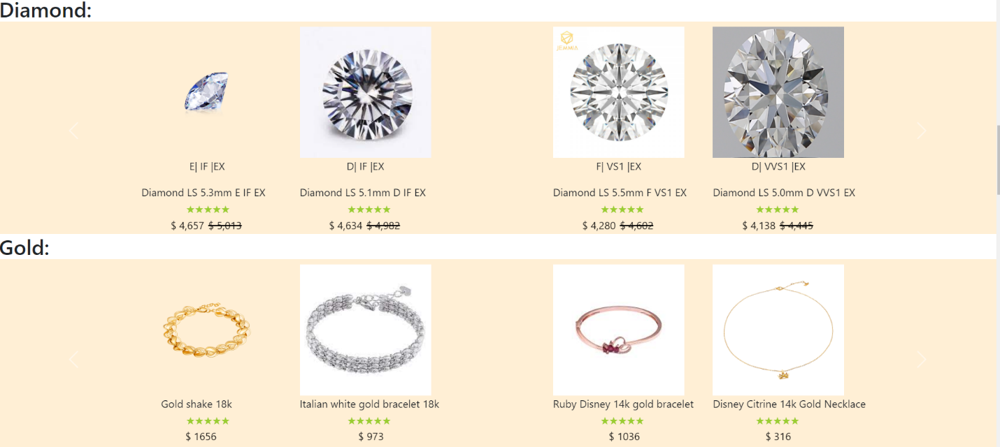 Diamond:
JEMMIA
E| IF |EX
D| IF |EX
F| VS1 |EX
D| VVS1 |EX
Diamond LS 5.3mm E IF EX
Diamond LS 5.1mm D IF EX
Diamond LS 5.5mm F VS1 EX
Diamond LS 5.0mm D VVS1 EX
★★★★★
★★★★★
★★★★★
★★★★★
$ 4,657 $ 5,013
$ 4,634 $ 4,982
$ 4,280 $ 4,602
$ 4,138 $ 4,445
Gold:
Gold shake 18k
Italian white gold bracelet 18k
Ruby Disney 14k gold bracelet
Disney Citrine 14k Gold Necklace
★★★★★
★★★★★
★★★★★
★★★★★
$ 1656
$ 973
$ 1036
$ 316